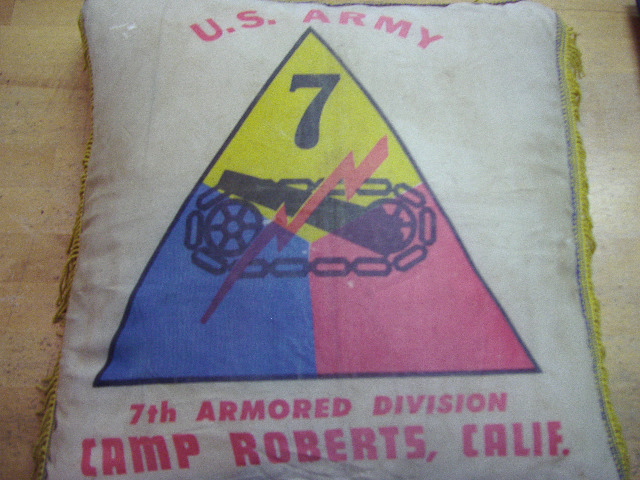 U.S. ARMY
7
7th ARMORED DIVISION
CAMP ROBERTS, CALIF.